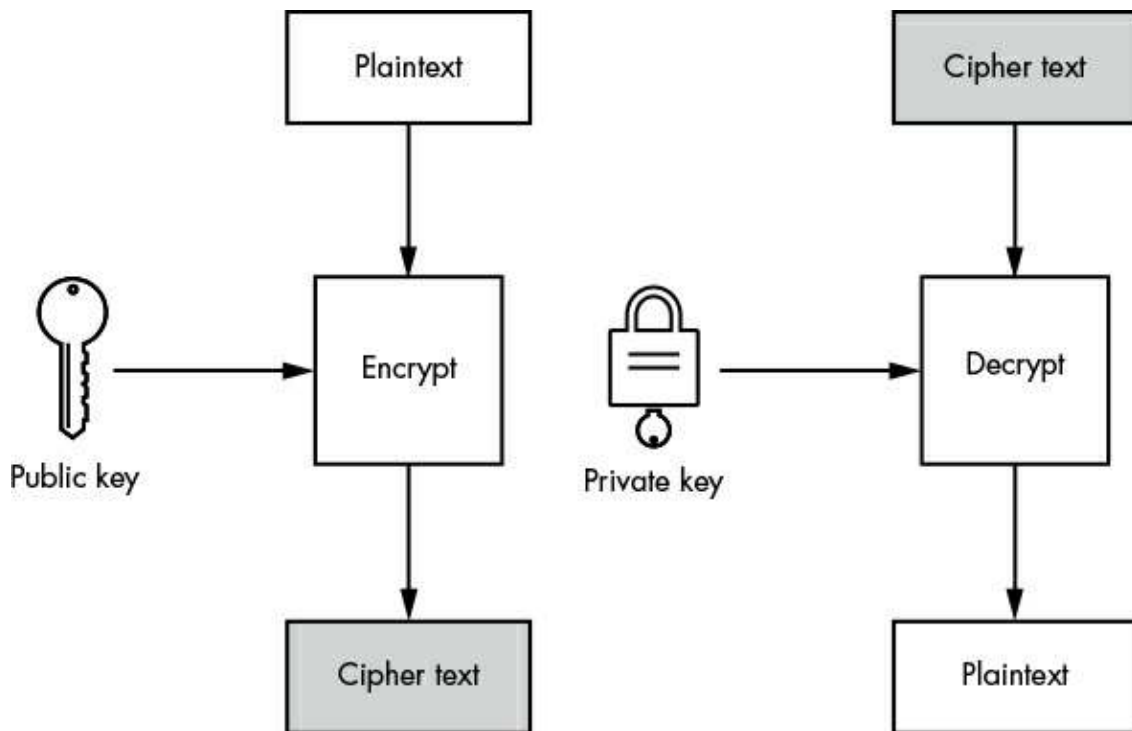 Plaintext
Cipher text
Encrypt
Decrypt
Public key
Private key
Cipher text
Plaintext